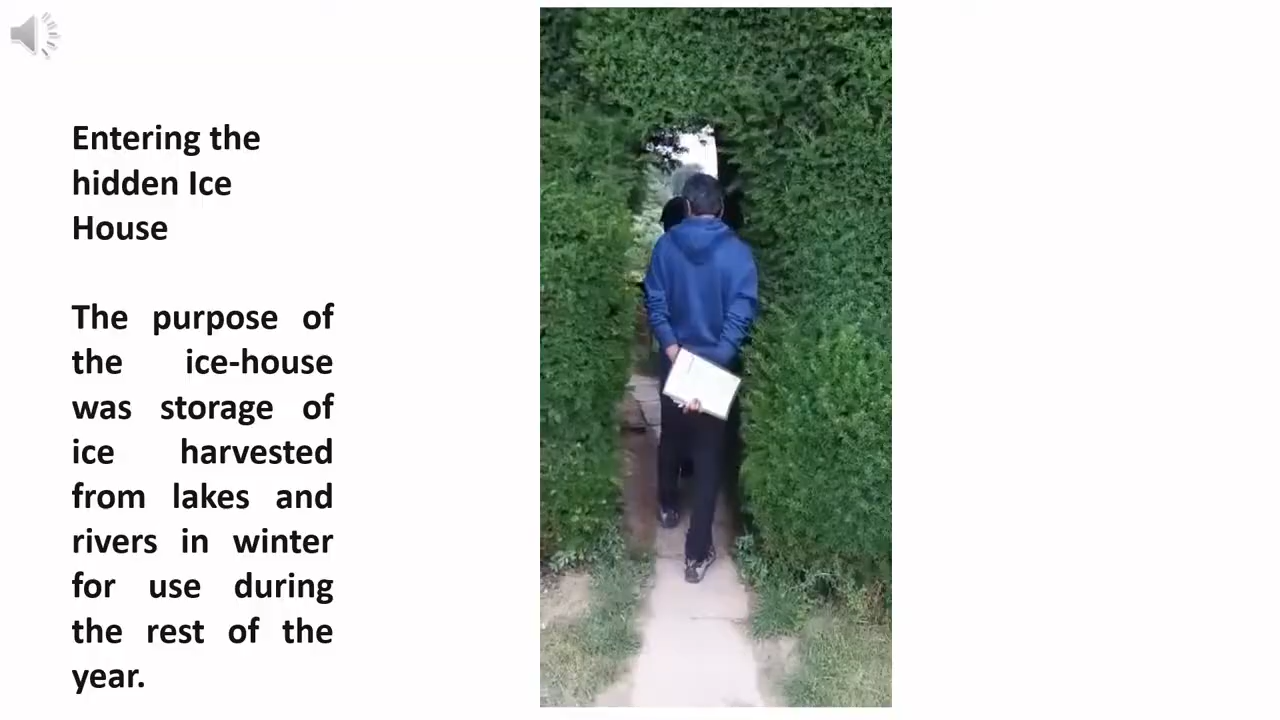 Entering the
hidden Ice
House
The purpose of
the ice-house
was storage of
ice harvested
from lakes and
rivers in winter
for use during
the rest of the
year.